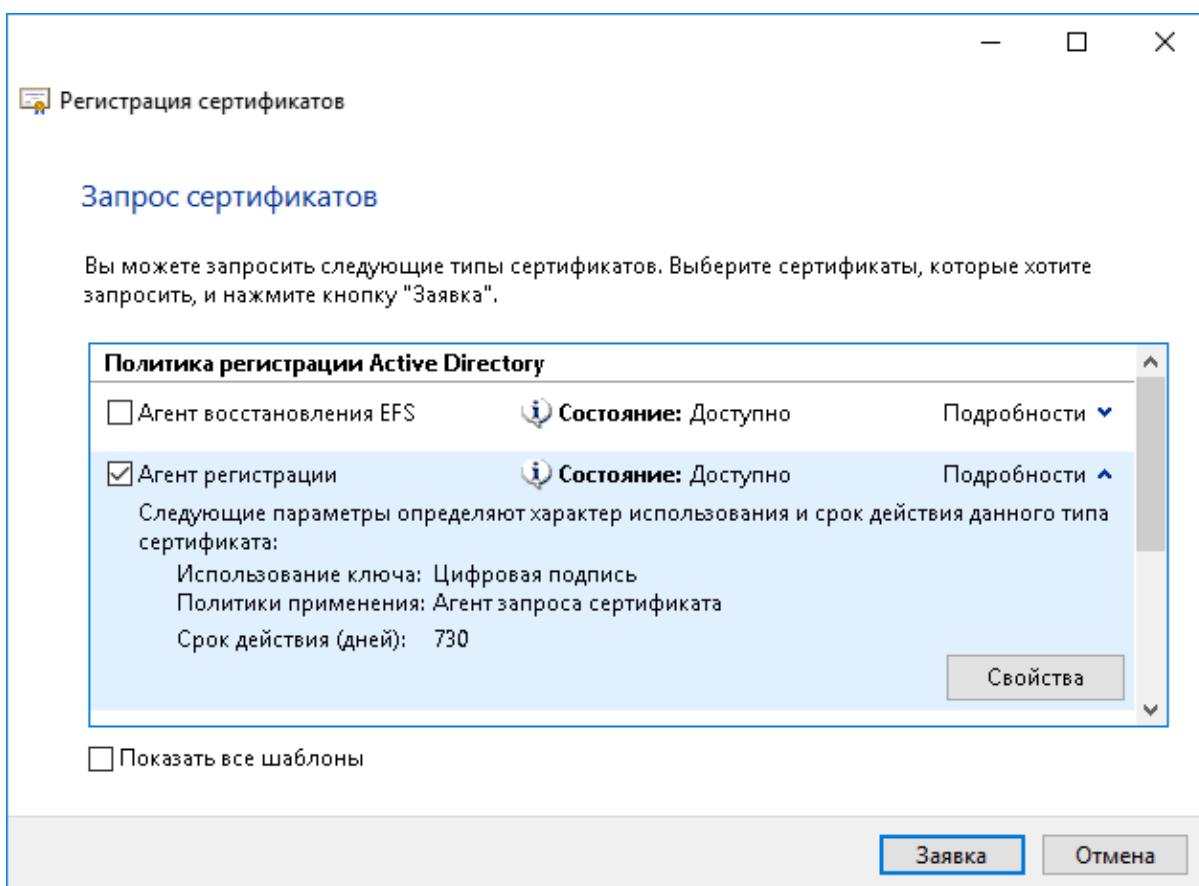 Регистрация сертификатов
Запрос сертификатов
Вы можете запросить следующие типы сертификатов. Выберите сертификаты, которые хотите
запросить, и нажмите кнопку "Заявка".
Политика регистрации Active Directory
Агент восстановления EFS Состояние: Доступно Подробности
Агент регистрации Состояние: Доступно Подробности
Следующие параметры определяют характер использования и срок действия данного типа
сертификата:
Использование ключа: Цифровая подпись
Политики применения: Агент запроса сертификата
Срок действия (дней): 730
Свойства
Показать все шаблоны
Заявка Отмена